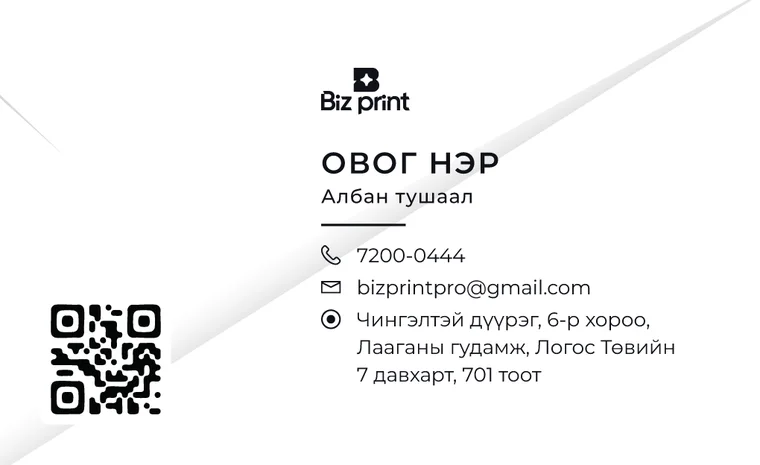 Biz print
ОВОГ НЭР
Албан тушаал
7200-0444
bizprintpro@gmail.com
Чингэлтэй дүүрэг, 6-р хороо,
Лааганы гудамж, Логос Төвийн
7 давхарт, 701 тоот